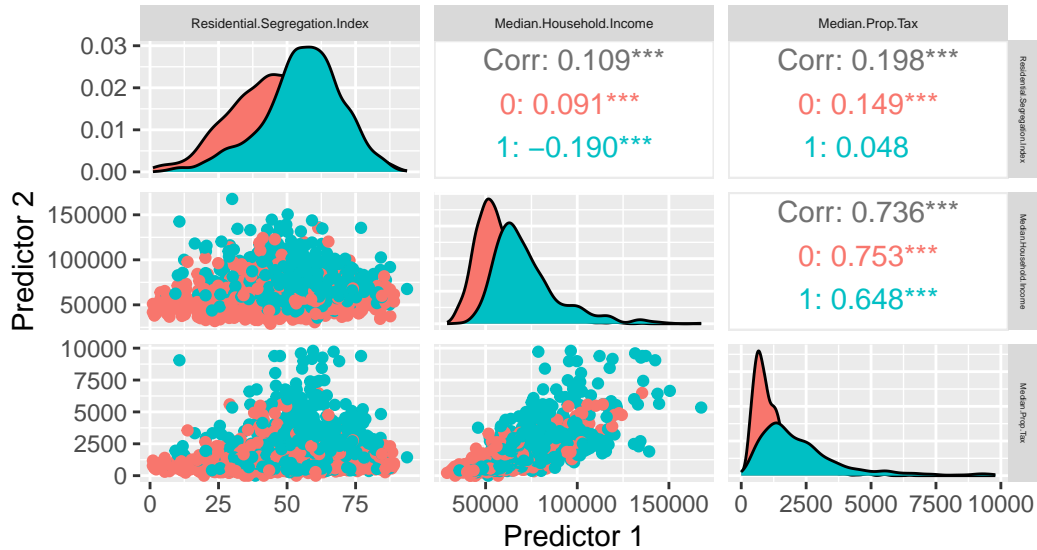 Residential.Segregation.Index
Median.Household.Income
Median.Prop.Tax
0.03
0.02
0.01
0.00
Corr: 0.109***
0: 0.091***
1: −0.190***
Corr: 0.198***
0: 0.149***
1: 0.048
Residential.Segregation.Index
Predictor 2
150000
100000
50000
Corr: 0.736***
0: 0.753***
1: 0.648***
Median.Household.Income
10000
7500
5000
2500
0
Median.Prop.Tax
0 25 50 75
50000 100000 150000
0 2500 5000 7500 10000
Predictor 1